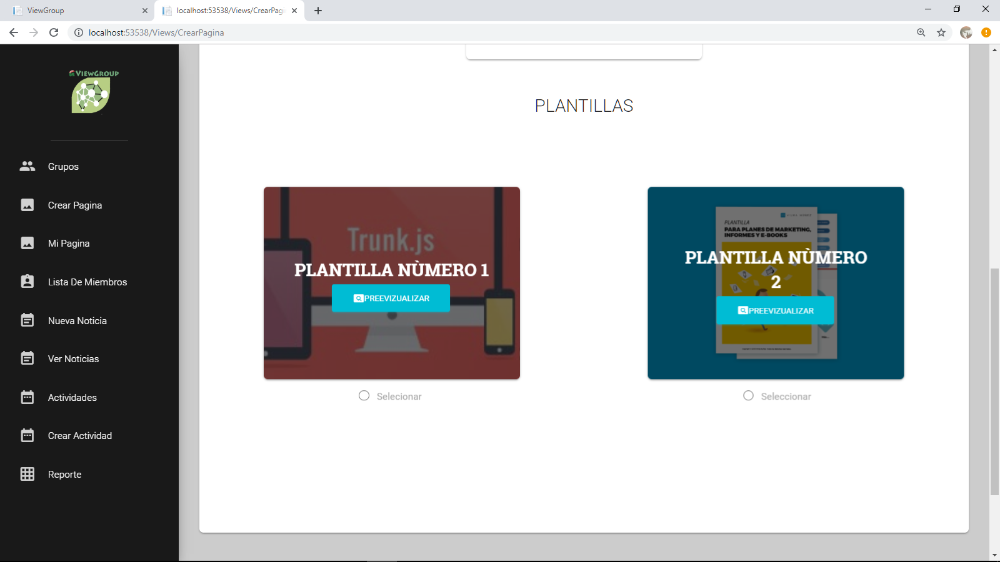 ViewGroup
localhost:53538/Views/CrearPagi
localhost:53538/Views/CrearPagina
VIEWGROUP
Grupos
Crear Pagina
Mi Pagina
Lista De Miembros
Nueva Noticia
Ver Noticias
Actividades
Crear Actividad
Reporte
PLANTILLAS
Trunk.js
PLANTILLA NÙMERO 1
PREEVIZUALIZAR
Selecionar
PLANTILLA
PARA PLANES DE MARKETING,
INFORMES Y E-BOOKS
PLANTILLA NÙMERO
2
PREEVIZUALIZAR
Seleccionar